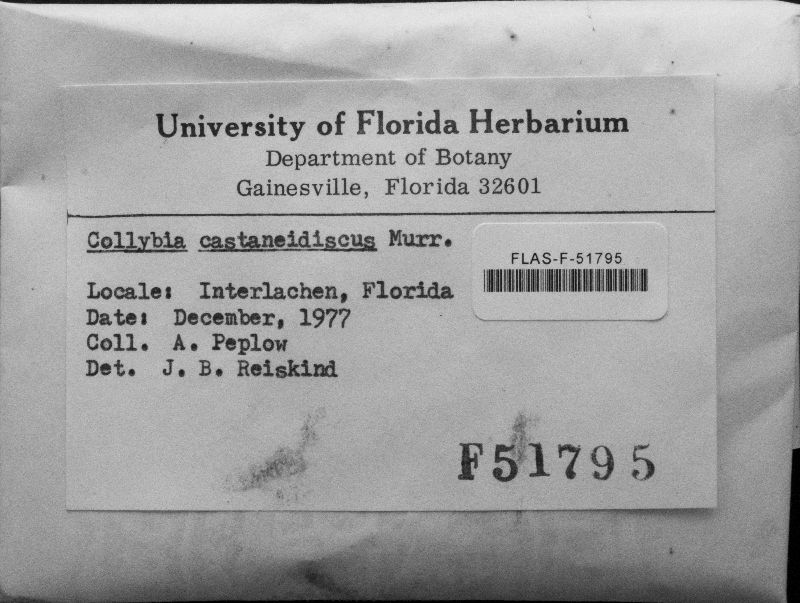 University of Florida Herbarium
Department of Botany
Gainesville, Florida 32601
Collybia castaneidiscus Murr.
FLAS-F-51795
Locale: Interlachen, Florida
Date: December, 1977
Coll. A. Peplow
Det. J. B. Reiskind
F51795